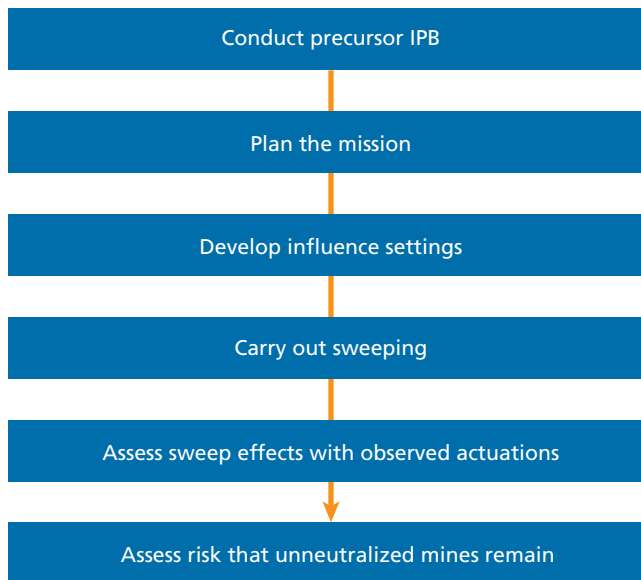 Conduct precursor IPB
Plan the mission
Develop influence settings
Carry out sweeping
Assess sweep effects with observed actuations
Assess risk that unneutralized mines remain